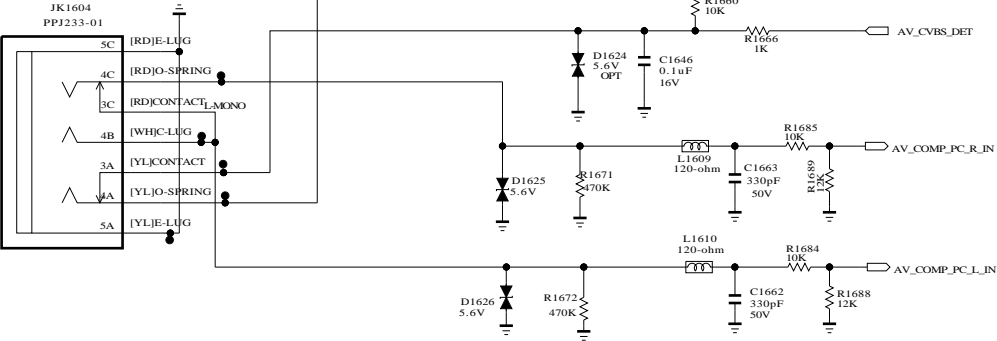 JK1604
PPJ233-01
5C [RD]E-LUG
4C [RD]O-SPRING
3C [RD]CONTACT L-MONO
4B [WH]C-LUG
3A [YL]CONTACT
4A [YL]O-SPRING
5A [YL]E-LUG
R1660
10K
R1666
1K
AV_CVBS_DET
D1624
5.6V
OPT
C1646
0.1uF
16V
D1625
5.6V
R1671
470K
L1609
120-ohm
C1663
330pF
50V
R1685
10K
R1689
12K
AV_COMP_PC_R_IN
D1626
5.6V
R1672
470K
L1610
120-ohm
C1662
330pF
50V
R1684
10K
R1688
12K
AV_COMP_PC_L_IN